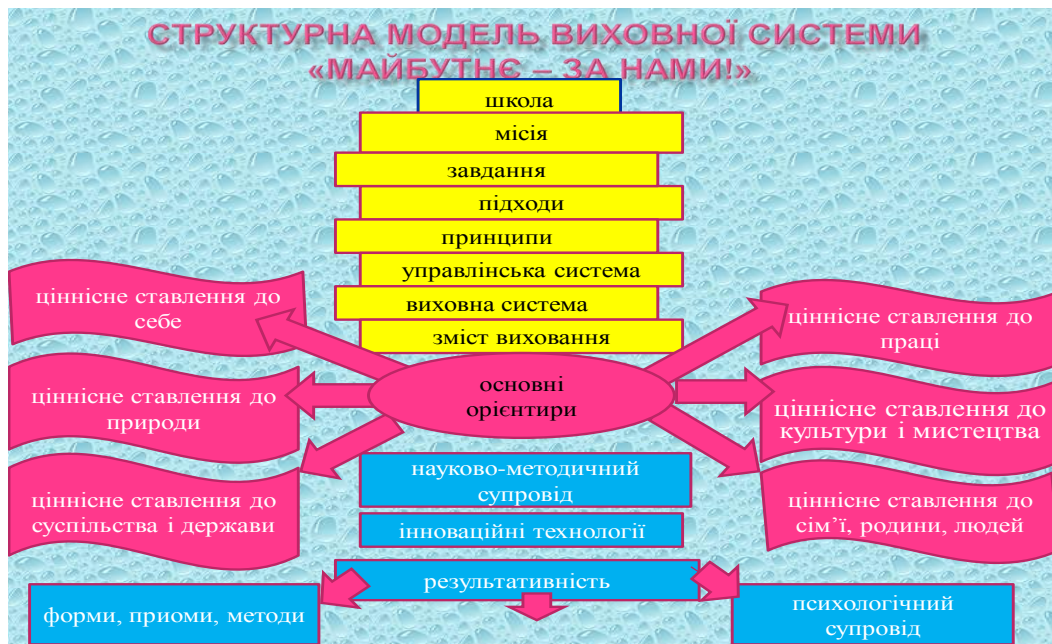 СТРУКТУРНА МОДЕЛЬ ВИХОВНОЇ СИСТЕМИ
«МАЙБУТНЄ – ЗА НАМИ!»
школа
місія
завдання
підходи
принципи
управлінська система
виховна система
зміст виховання
основні
орієнтири
ціннісне ставлення до
себе
ціннісне ставлення до
природи
ціннісне ставлення до
суспільства і держави
ціннісне ставлення до
праці
ціннісне ставлення до
культури і мистецтва
ціннісне ставлення до
сім’ї, родини, людей
науково-методичний
супровід
інноваційні технології
результативність
форми, приоми, методи
психологічний
супровід